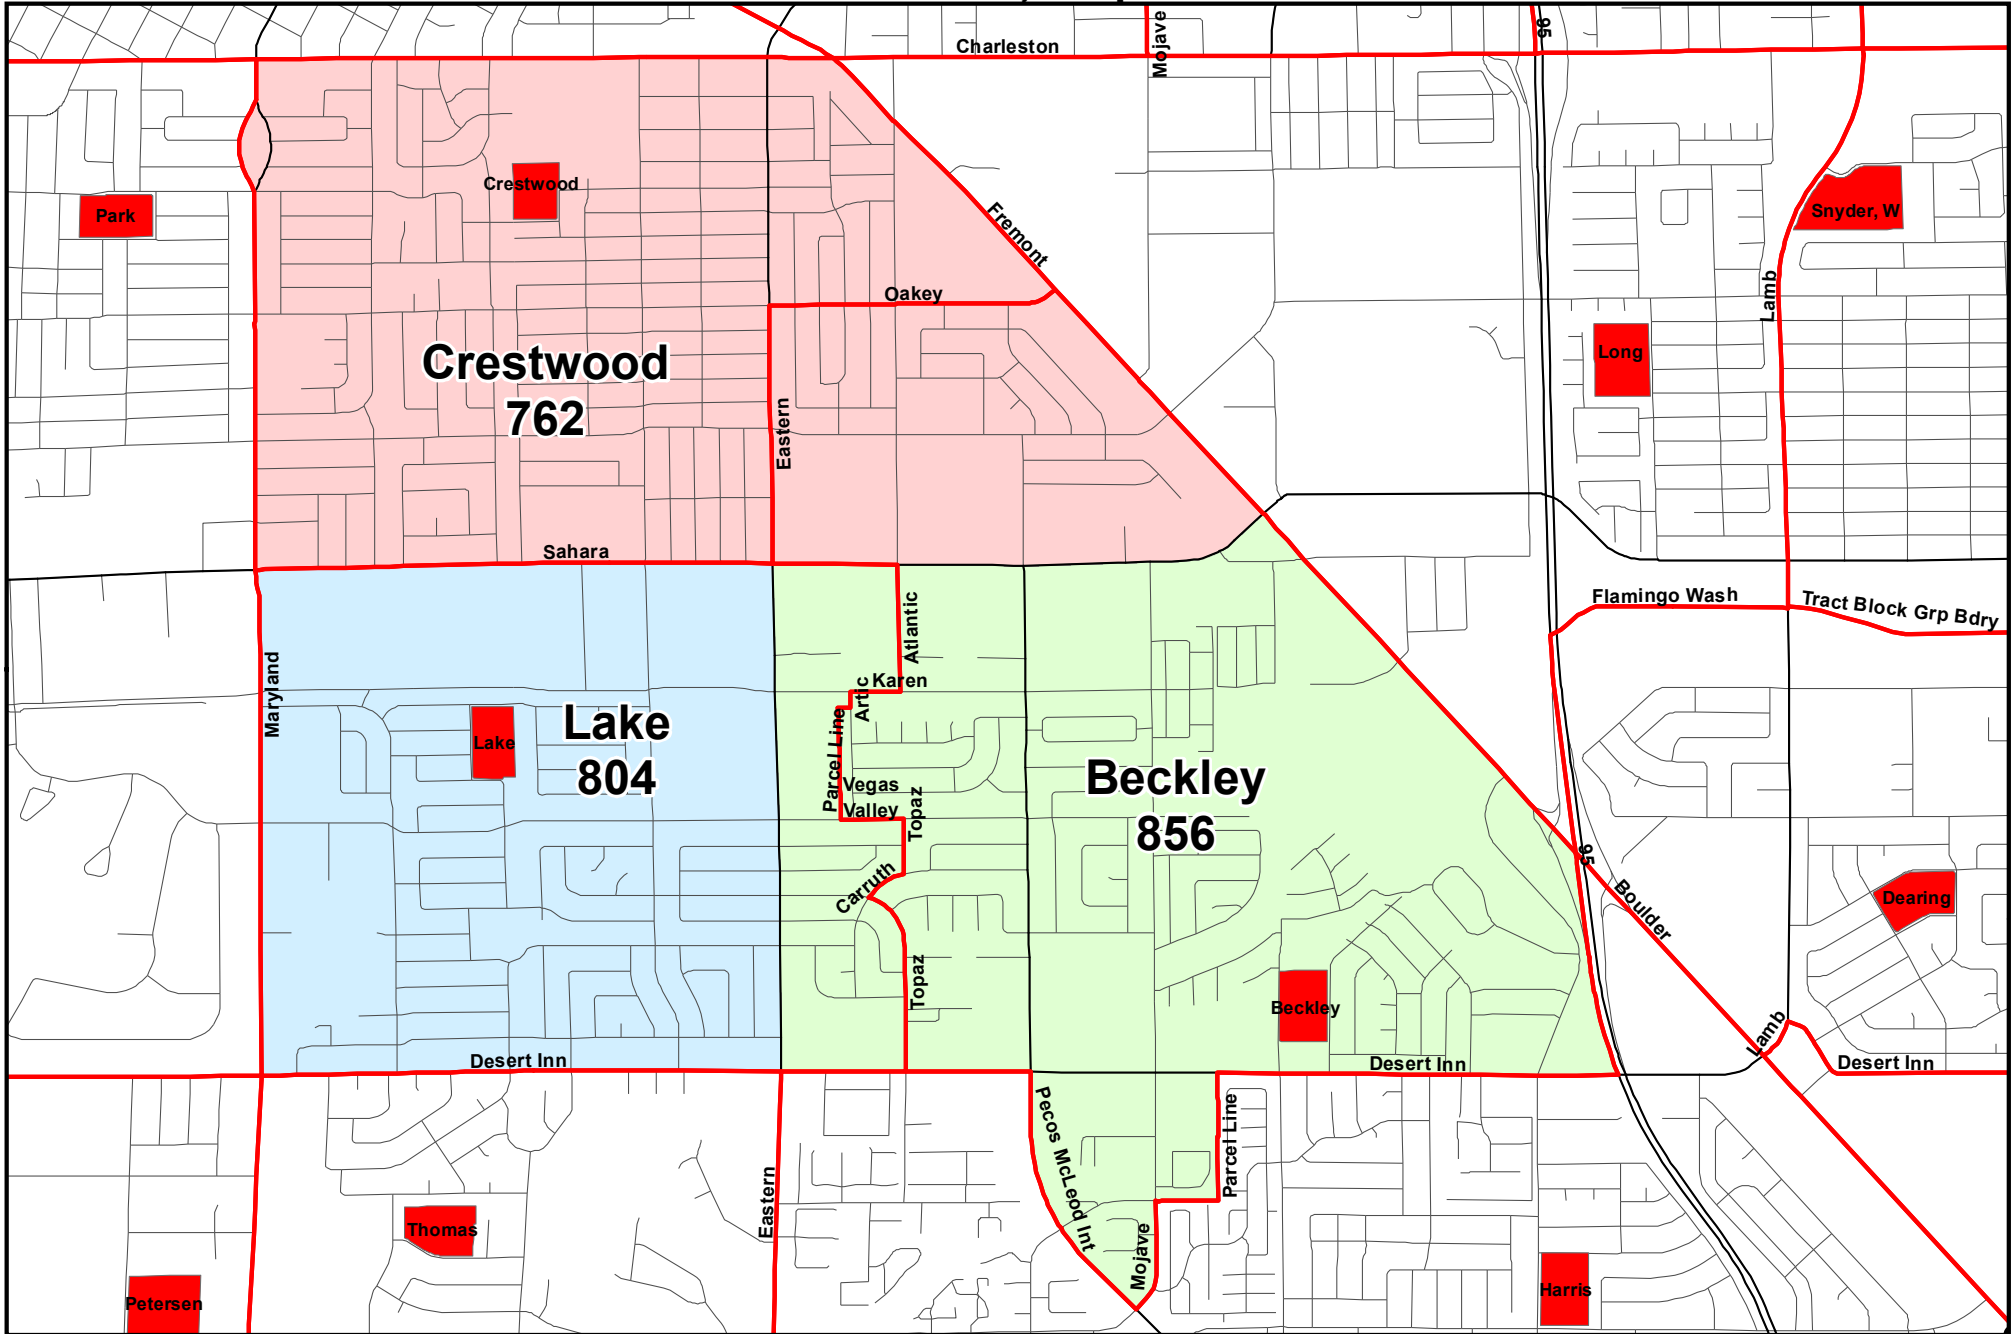 Charleston
Mojave
95
Crestwood
Park
Snyder, W
Fremont
Oakey
Lamb
Long
Crestwood
762
Eastern
Sahara
Flamingo Wash
Tract Block Grp Bdry
Atlantic
Maryland
Karen
Artic
Parcel Line
Lake
Lake
804
Vegas
Valley
Topaz
Beckley
856
95
Carruth
Boulder
Dearing
Topaz
Beckley
Lamb
Desert Inn
Desert Inn
Desert Inn
Pecos McLeod Int
Parcel Line
Eastern
Thomas
Mojave
Petersen
Harris